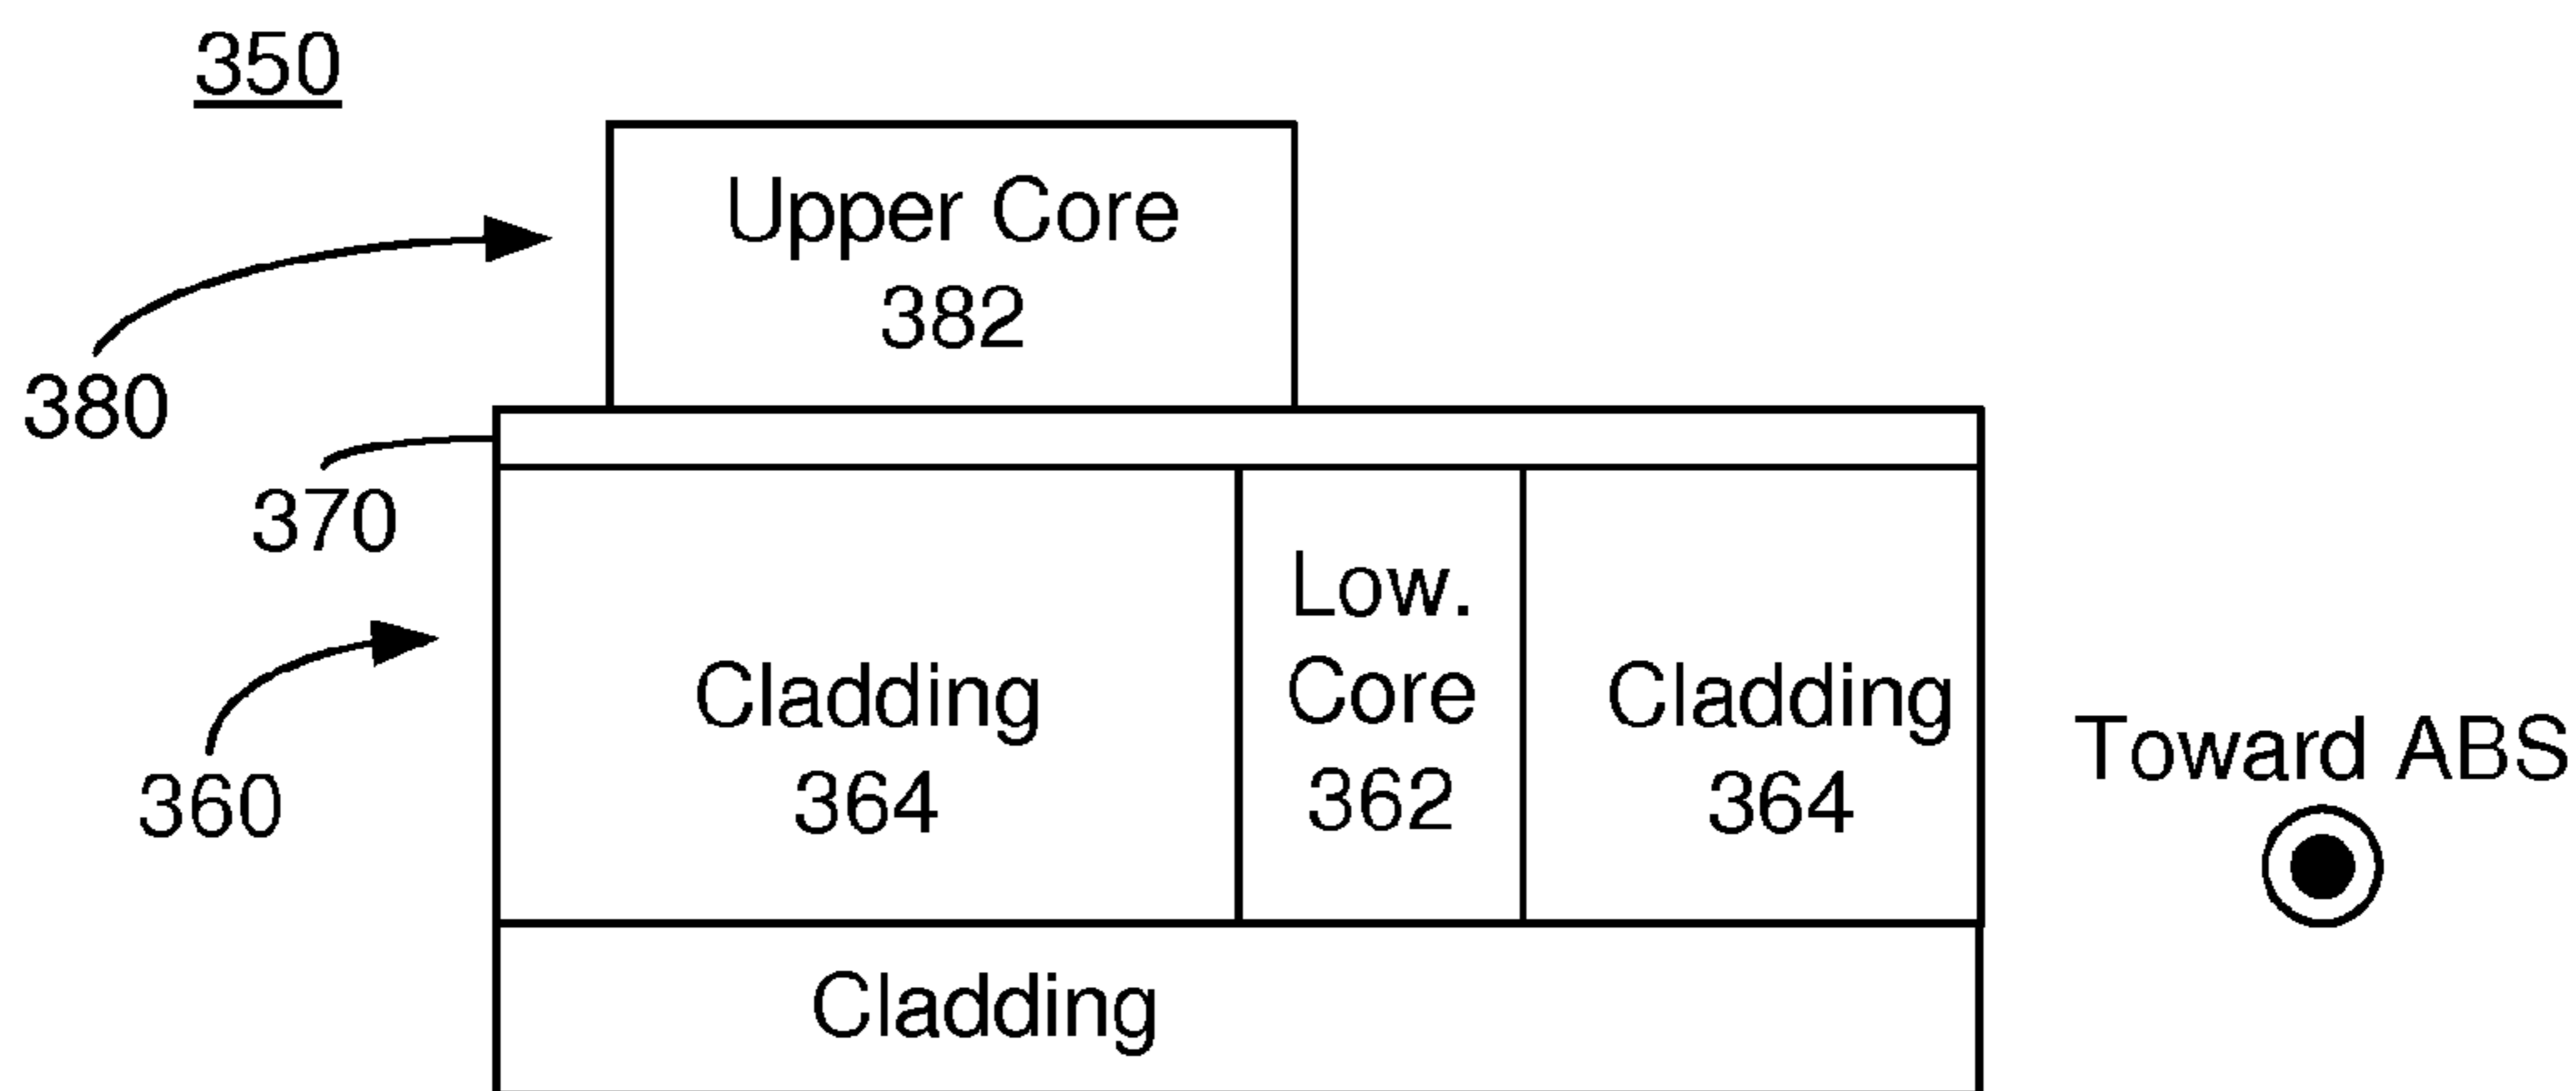 350
Upper Core
382
380
370
Low.
Core
362
Cladding
364
Cladding
364
360
Toward ABS
Cladding